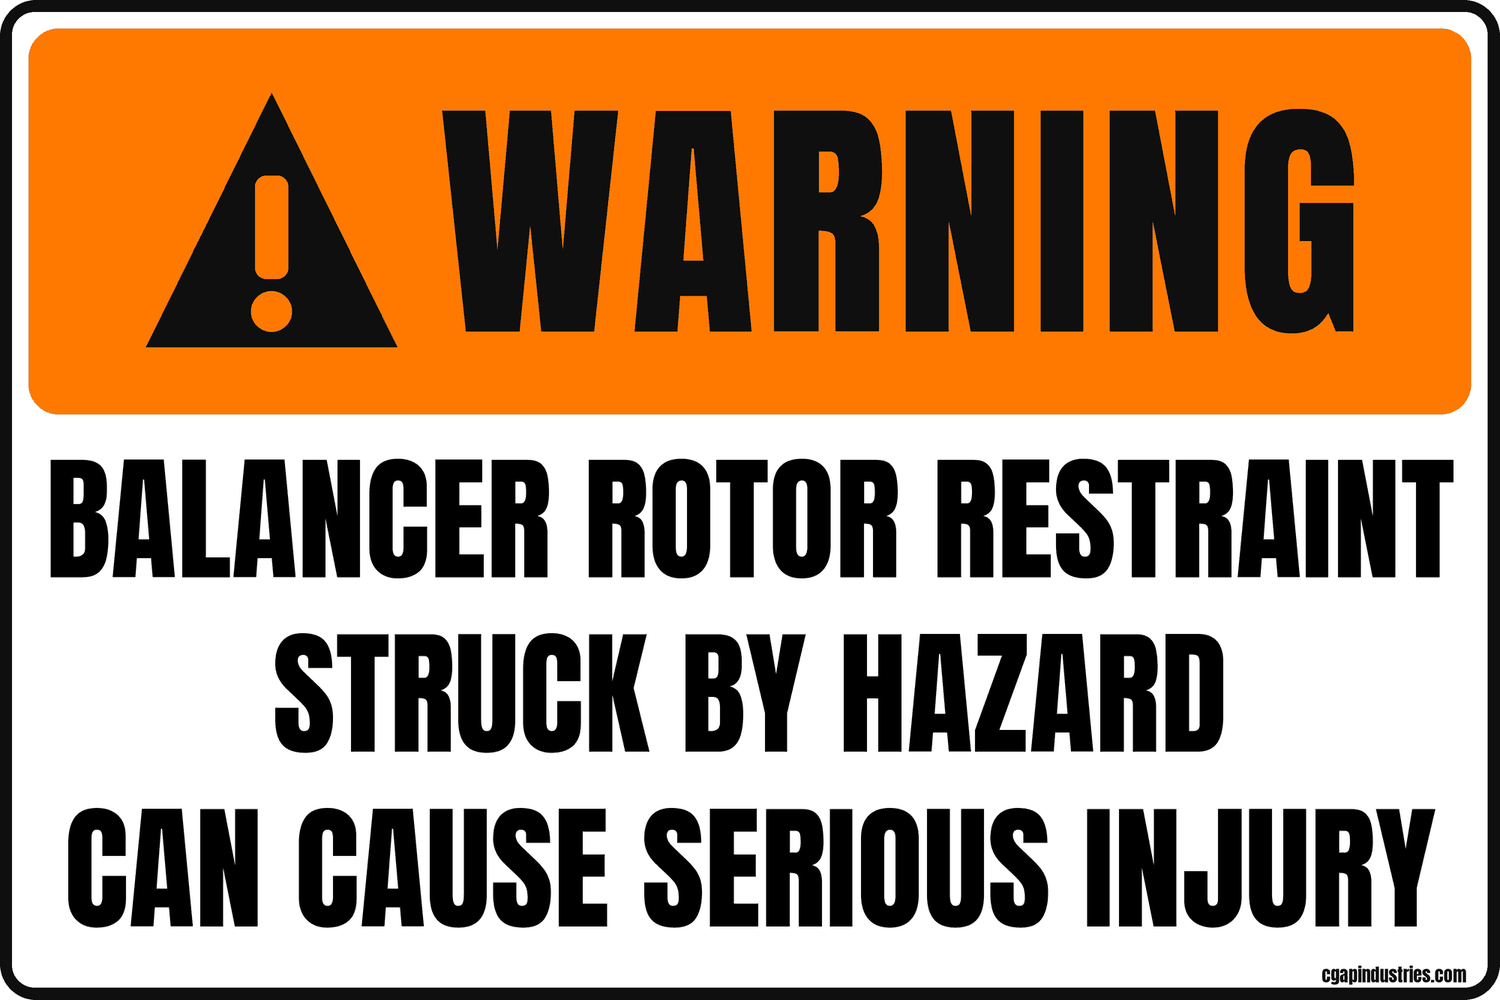 WARNING
BALANCER ROTOR RESTRAINT
STRUCK BY HAZARD
CAN CAUSE SERIOUS INJURY
cgapindustries.com